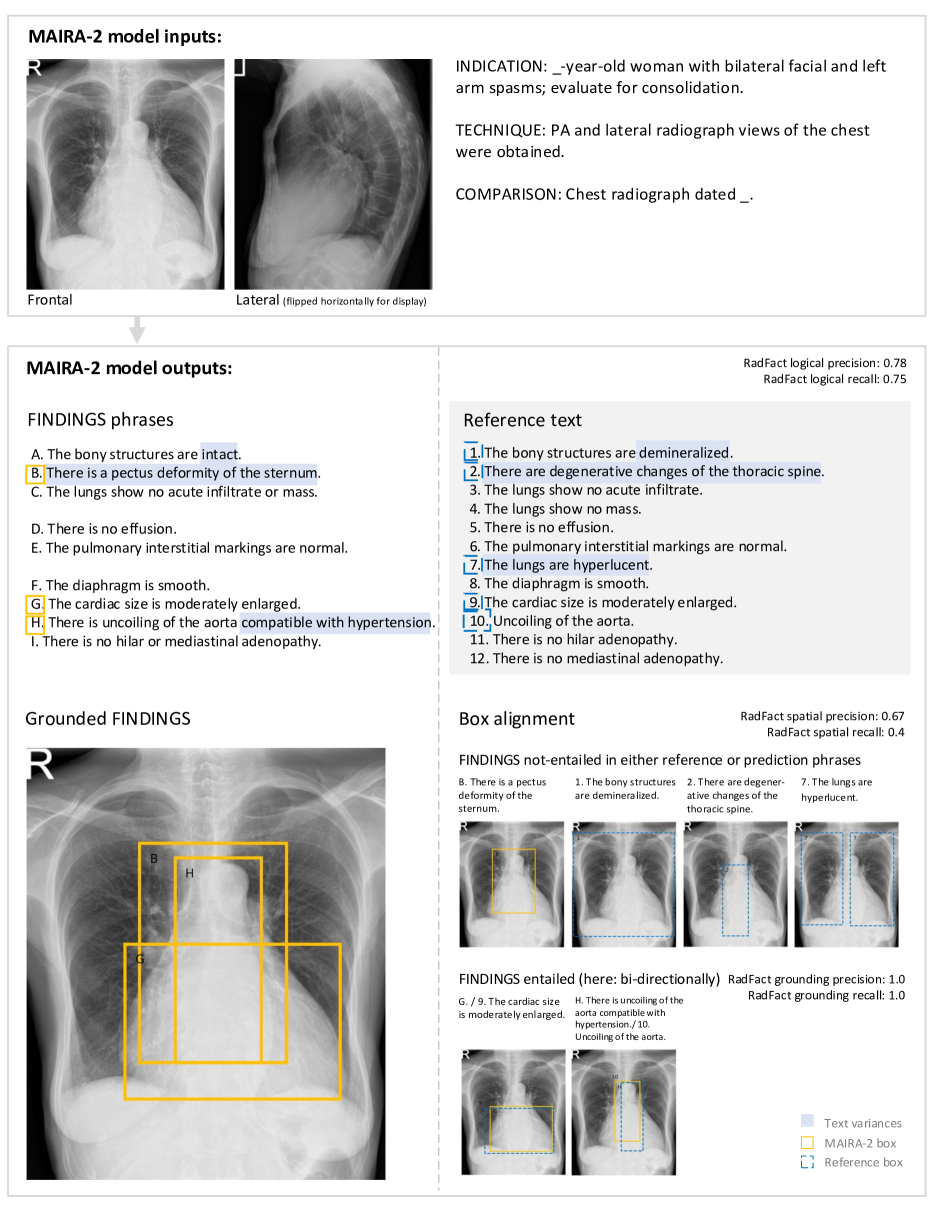 MAIRA-2 model inputs:
R
Frontal
Lateral (flipped horizontally for display)
INDICATION: _-year-old woman with bilateral facial and left
arm spasms; evaluate for consolidation.
TECHNIQUE: PA and lateral radiograph views of the chest
were obtained.
COMPARISON: Chest radiograph dated _.
MAIRA-2 model outputs:
RadFact logical precision: 0.78
RadFact logical recall: 0.75
FINDINGS phrases
A. The bony structures are intact.
B. There is a pectus deformity of the sternum.
C. The lungs show no acute infiltrate or mass.
D. There is no effusion.
E. The pulmonary interstitial markings are normal.
F. The diaphragm is smooth.
G. The cardiac size is moderately enlarged.
H. There is uncoiling of the aorta compatible with hypertension.
I. There is no hilar or mediastinal adenopathy.
Reference text
1. The bony structures are demineralized.
2. There are degenerative changes of the thoracic spine.
3. The lungs show no acute infiltrate.
4. The lungs show no mass.
5. There is no effusion.
6. The pulmonary interstitial markings are normal.
7. The lungs are hyperlucent.
8. The diaphragm is smooth.
9. The cardiac size is moderately enlarged.
10. Uncoiling of the aorta.
11. There is no hilar adenopathy.
12. There is no mediastinal adenopathy.
Grounded FINDINGS
R
B
H
G
Box alignment
RadFact spatial precision: 0.67
RadFact spatial recall: 0.4
FINDINGS not-entailed in either reference or prediction phrases
B. There is a pectus
deformity of the
sternum.
1. The bony structures
are demineralized.
2. There are degener-
ative changes of the
thoracic spine.
7. The lungs are
hyperlucent.
R
R
R
R
FINDINGS entailed (here: bi-directionally)
RadFact grounding precision: 1.0
RadFact grounding recall: 1.0
G. / 9. The cardiac size
is moderately enlarged.
H. There is uncoiling of the
aorta compatible with
hypertension./ 10.
Uncoiling of the aorta.
R
R
10
Text variances
MAIRA-2 box
Reference box